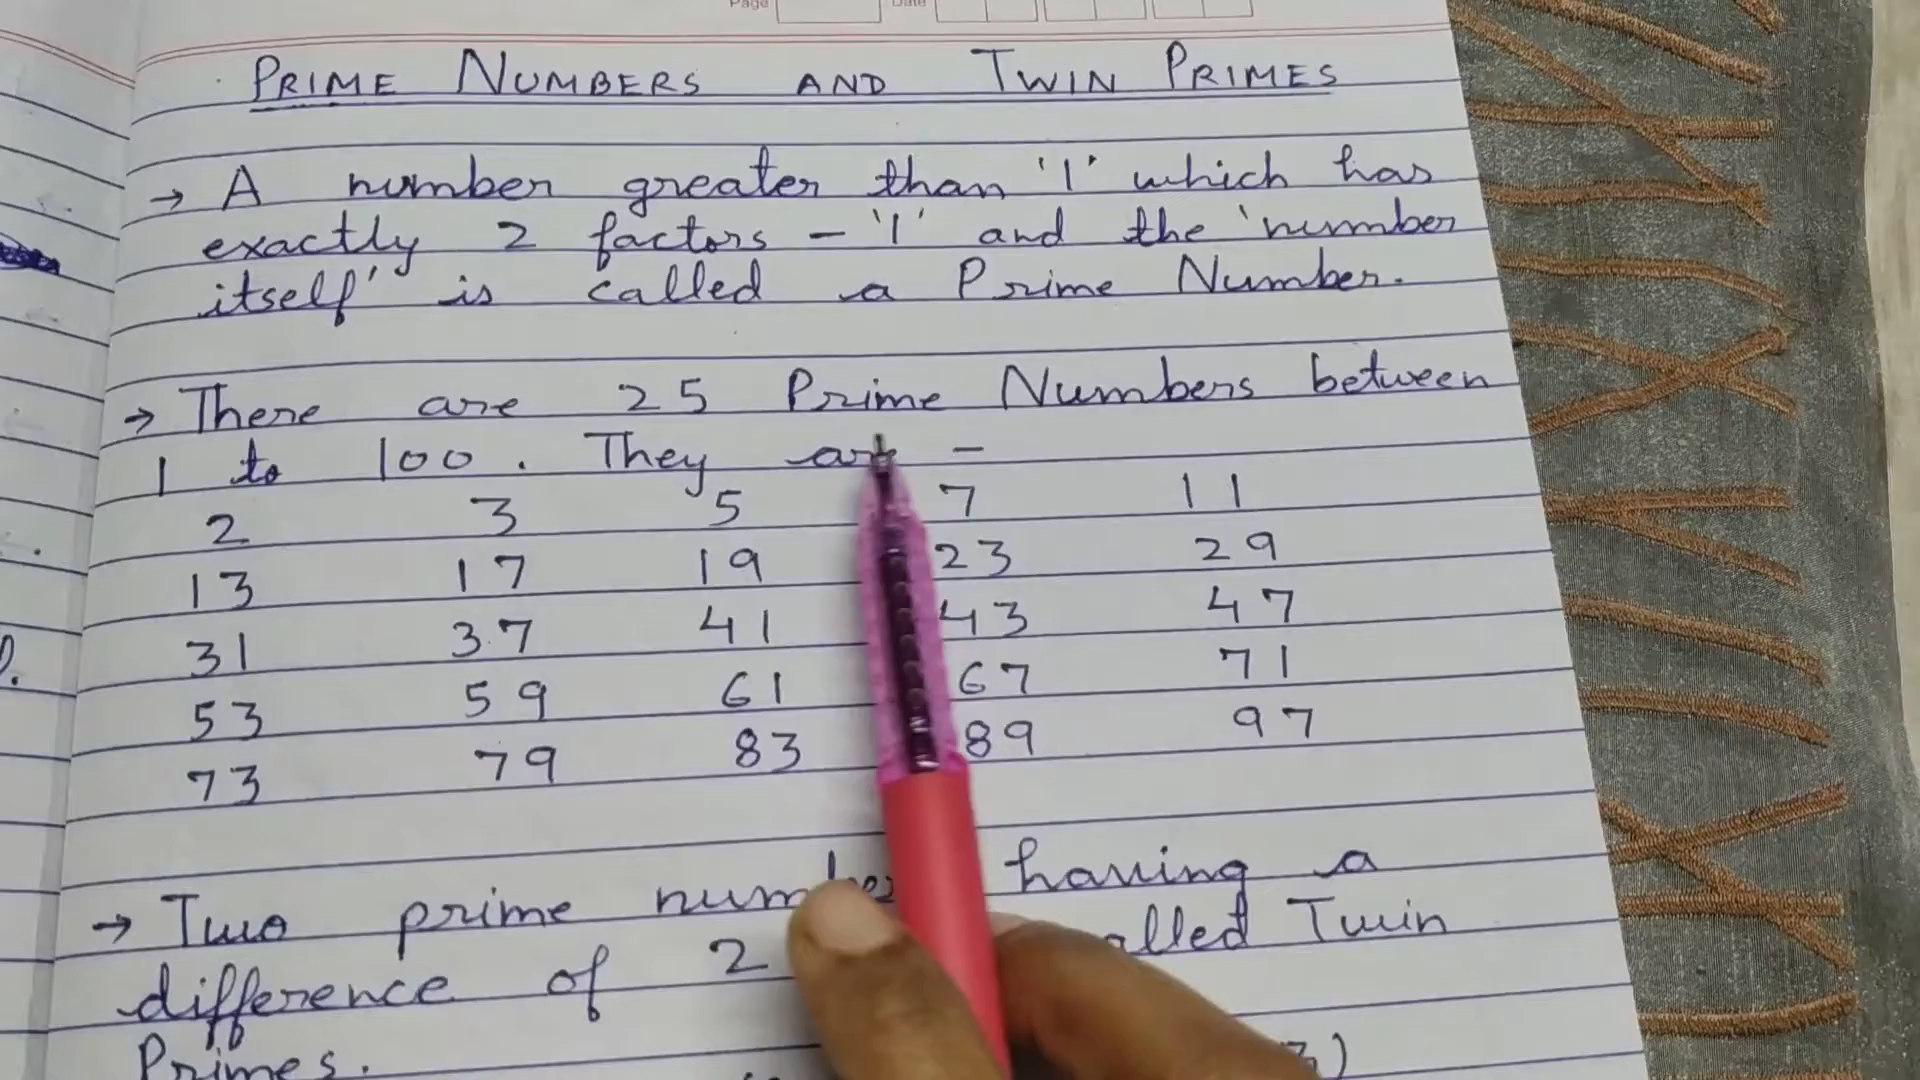 Page Date
PRIME NUMBERS AND TWIN PRIMES
→ A number greater than '1' which has
exactly 2 factors - '1' and the 'number
itself' is called a Prime Number.
→ There are 25 Prime Numbers between
1 to 100. They are -
2 3 5 7 11
13 17 19 23 29
31 37 41 43 47
53 59 61 67 71
73 79 83 89 97
→ Two prime number having a
difference of 2 called Twin
Primes.